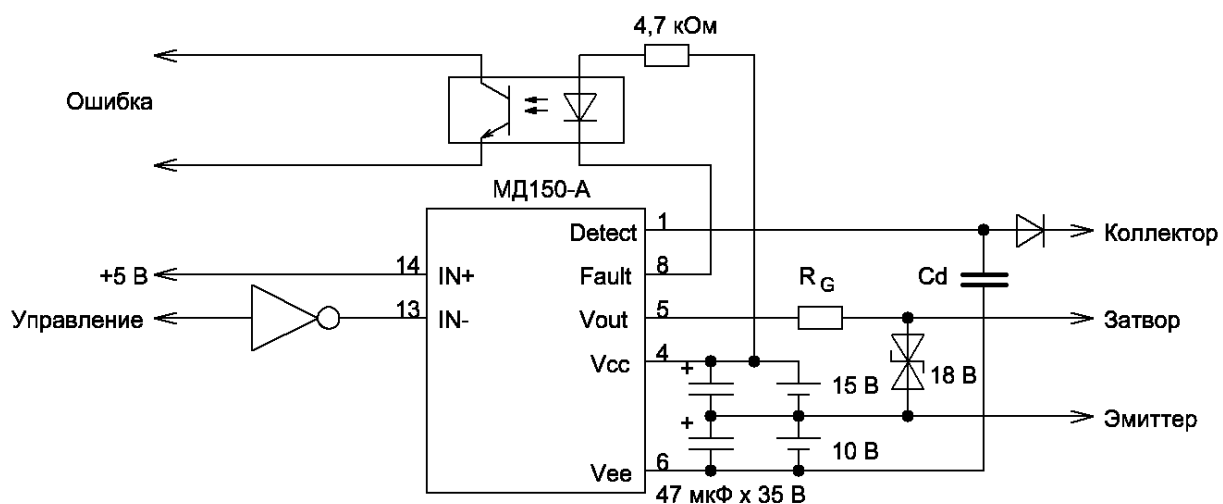 4,7 кОм
Ошибка
МД150-А
Detect
1
Коллектор
+5 В
14
IN+
Fault
8
Cd
Управление
13
IN-
Vout
5
RG
Затвор
Vcc
4
+
15 В
18 В
+
Эмиттер
10 В
Vee
6
47 мкФ x 35 В